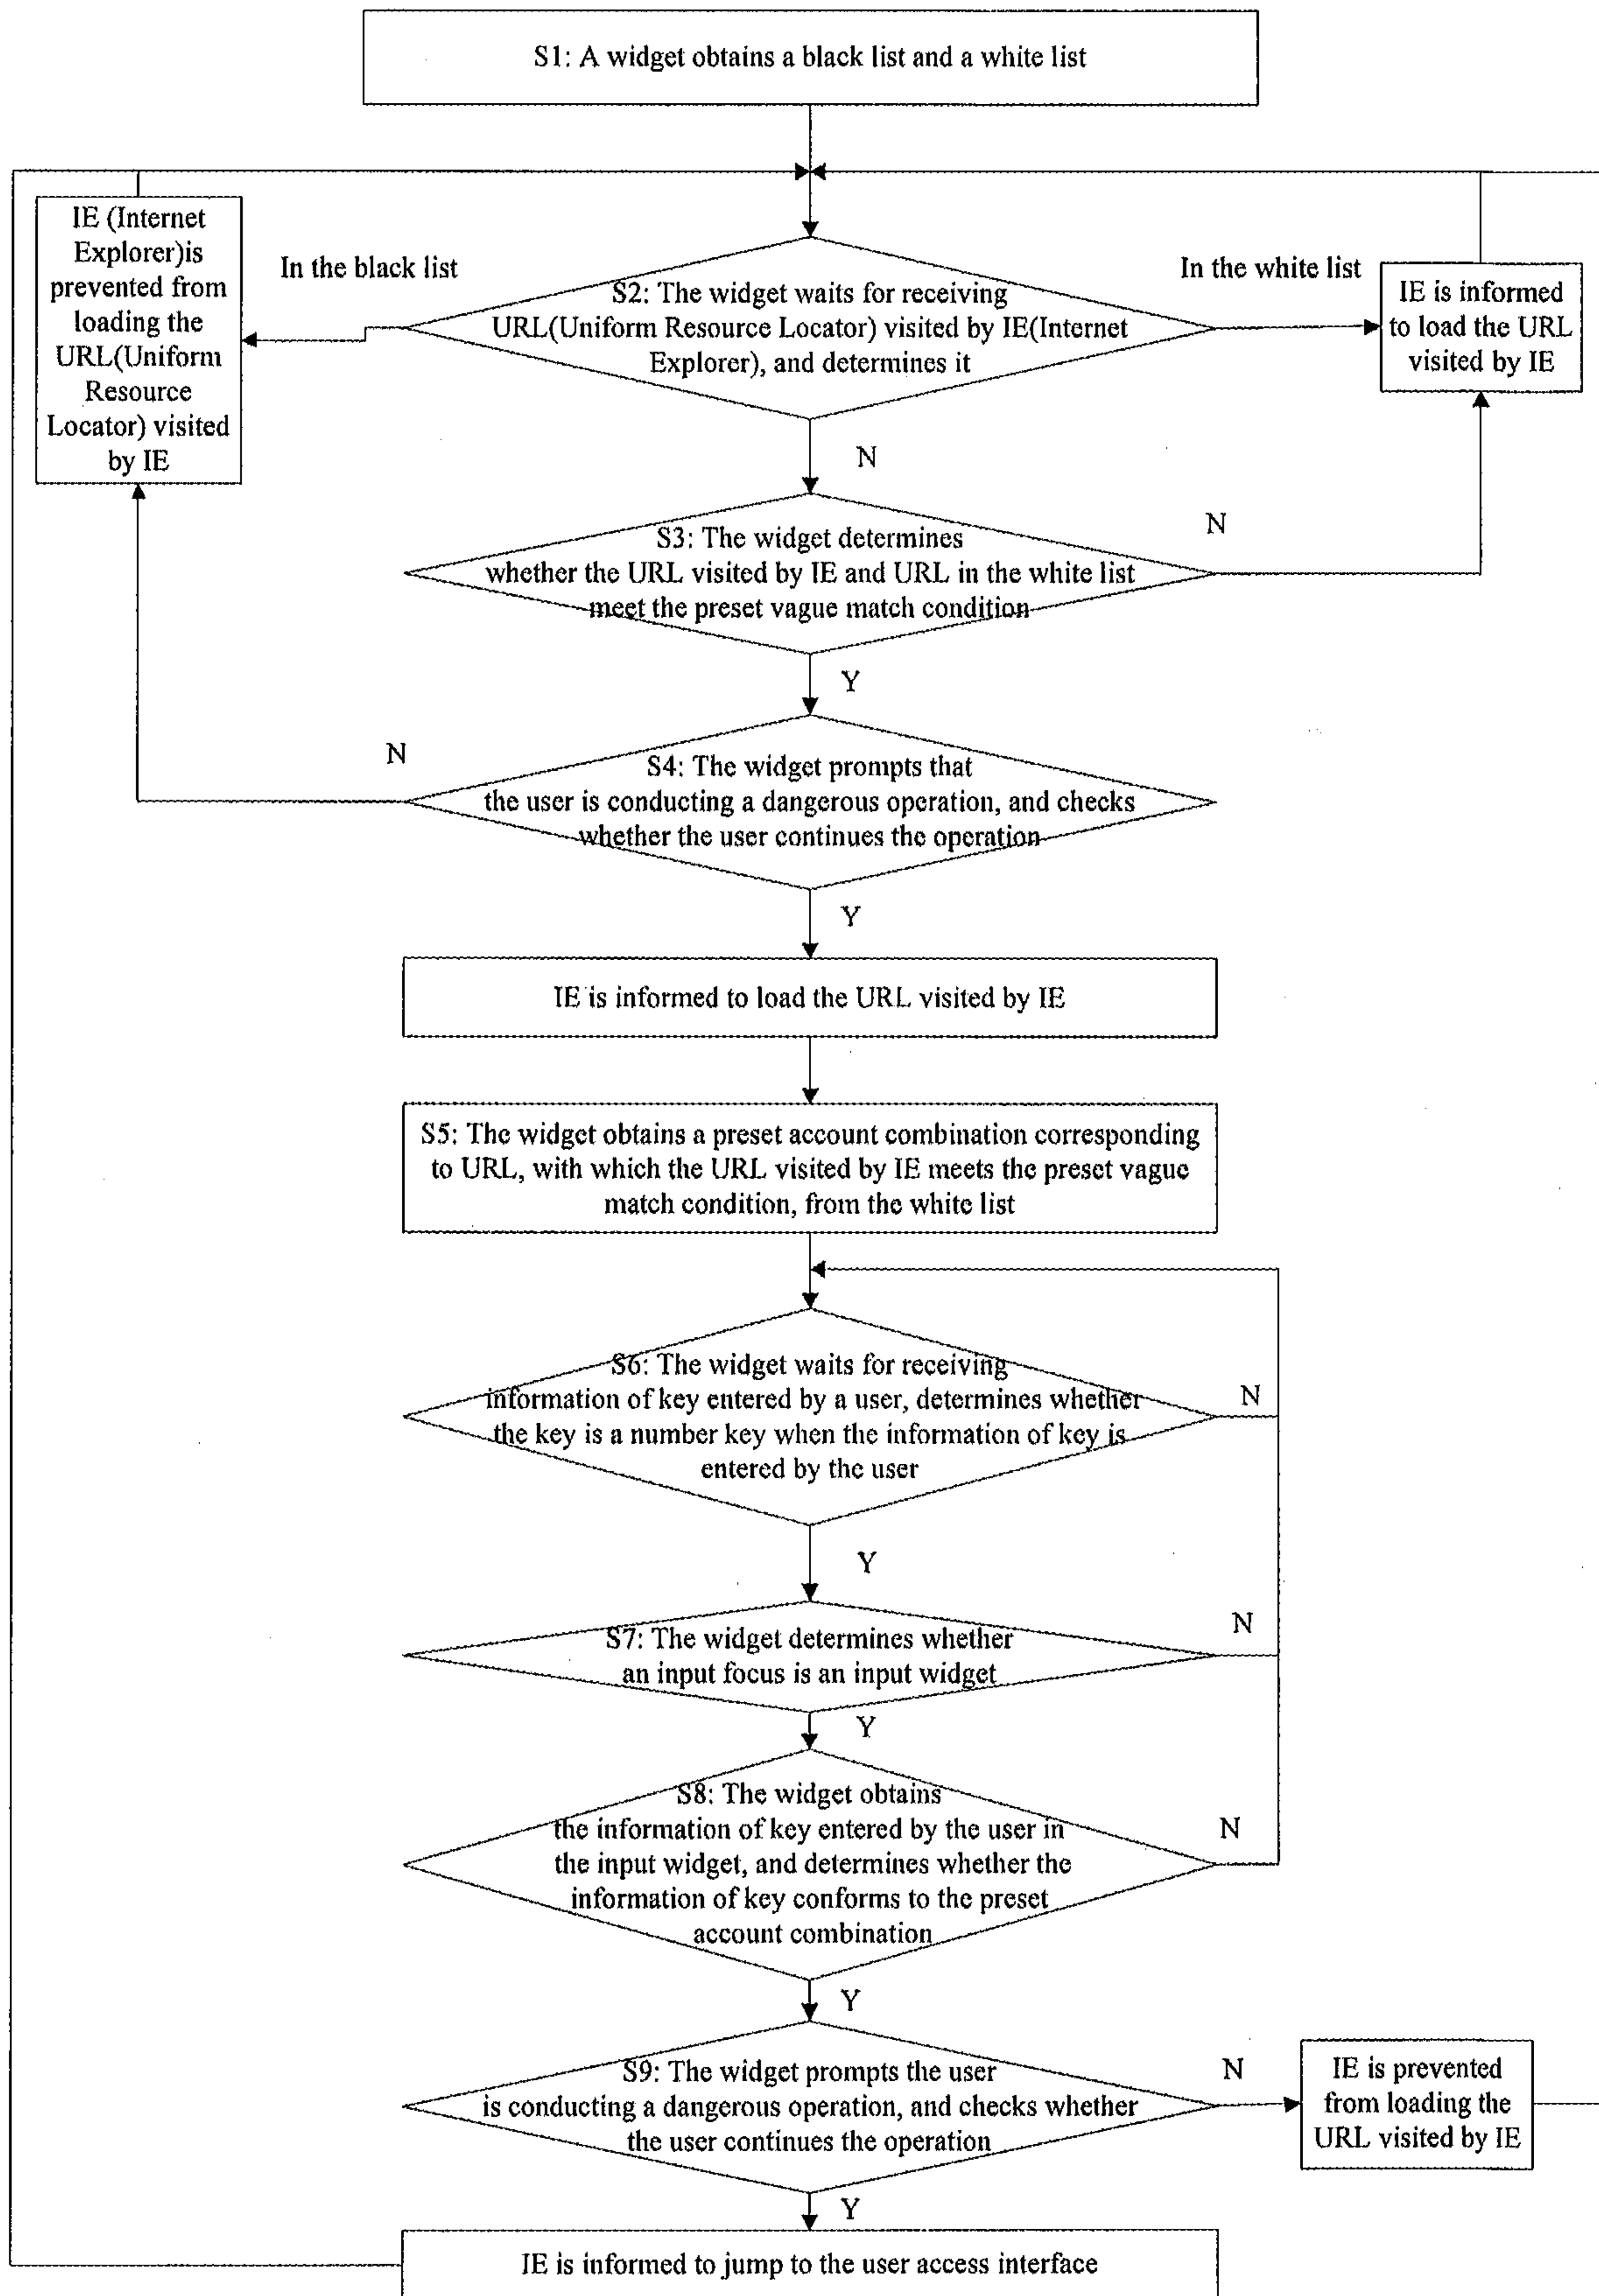 S1: A widget obtains a black list and a white list
IE (Internet
Explorer)is
prevented from
loading the
URL(Uniform
Resource
Locator) visited
by IE
In the black list
S2: The widget waits for receiving
URL(Uniform Resource Locator) visited by IE(Internet
Explorer), and determines it
In the white list
IE is informed
to load the URL
visited by IE
N
S3: The widget determines
whether the URL visited by IE and URL in the white list
meet the preset vague match condition
N
Y
N
S4: The widget prompts that
the user is conducting a dangerous operation, and checks
whether the user continues the operation
Y
IE is informed to load the URL visited by IE
S5: The widget obtains a preset account combination corresponding
to URL, with which the URL visited by IE meets the preset vague
match condition, from the white list
S6: The widget waits for receiving
information of key entered by a user, determines whether
the key is a number key when the information of key is
entered by the user
N
Y
S7: The widget determines whether
an input focus is an input widget
N
Y
S8: The widget obtains
the information of key entered by the user in
the input widget, and determines whether the
information of key conforms to the preset
account combination
N
Y
S9: The widget prompts the user
is conducting a dangerous operation, and checks whether
the user continues the operation
N
IE is prevented
from loading the
URL visited by IE
Y
IE is informed to jump to the user access interface